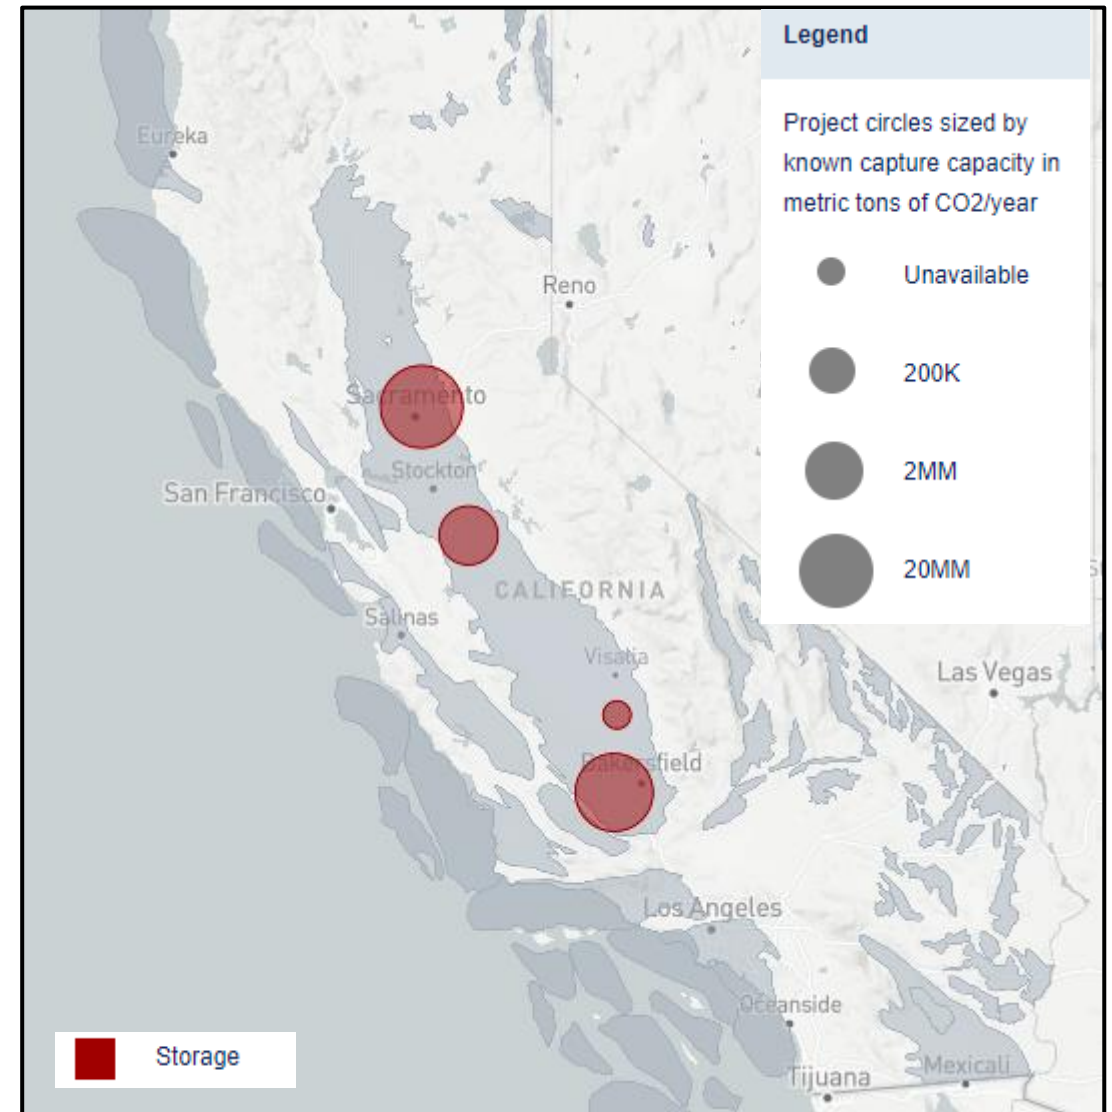 Legend
Project circles sized by
known capture capacity in
metric tons of CO2/year
Unavailable
200K
2MM
20MM
Eureka
Reno
Sacramento
Stockton
San Francisco
CALIFORNIA
Salinas
Visalia
Las Vegas
Bakersfield
Los Angeles
Oceanside
Storage
Tijuana
Mexicali